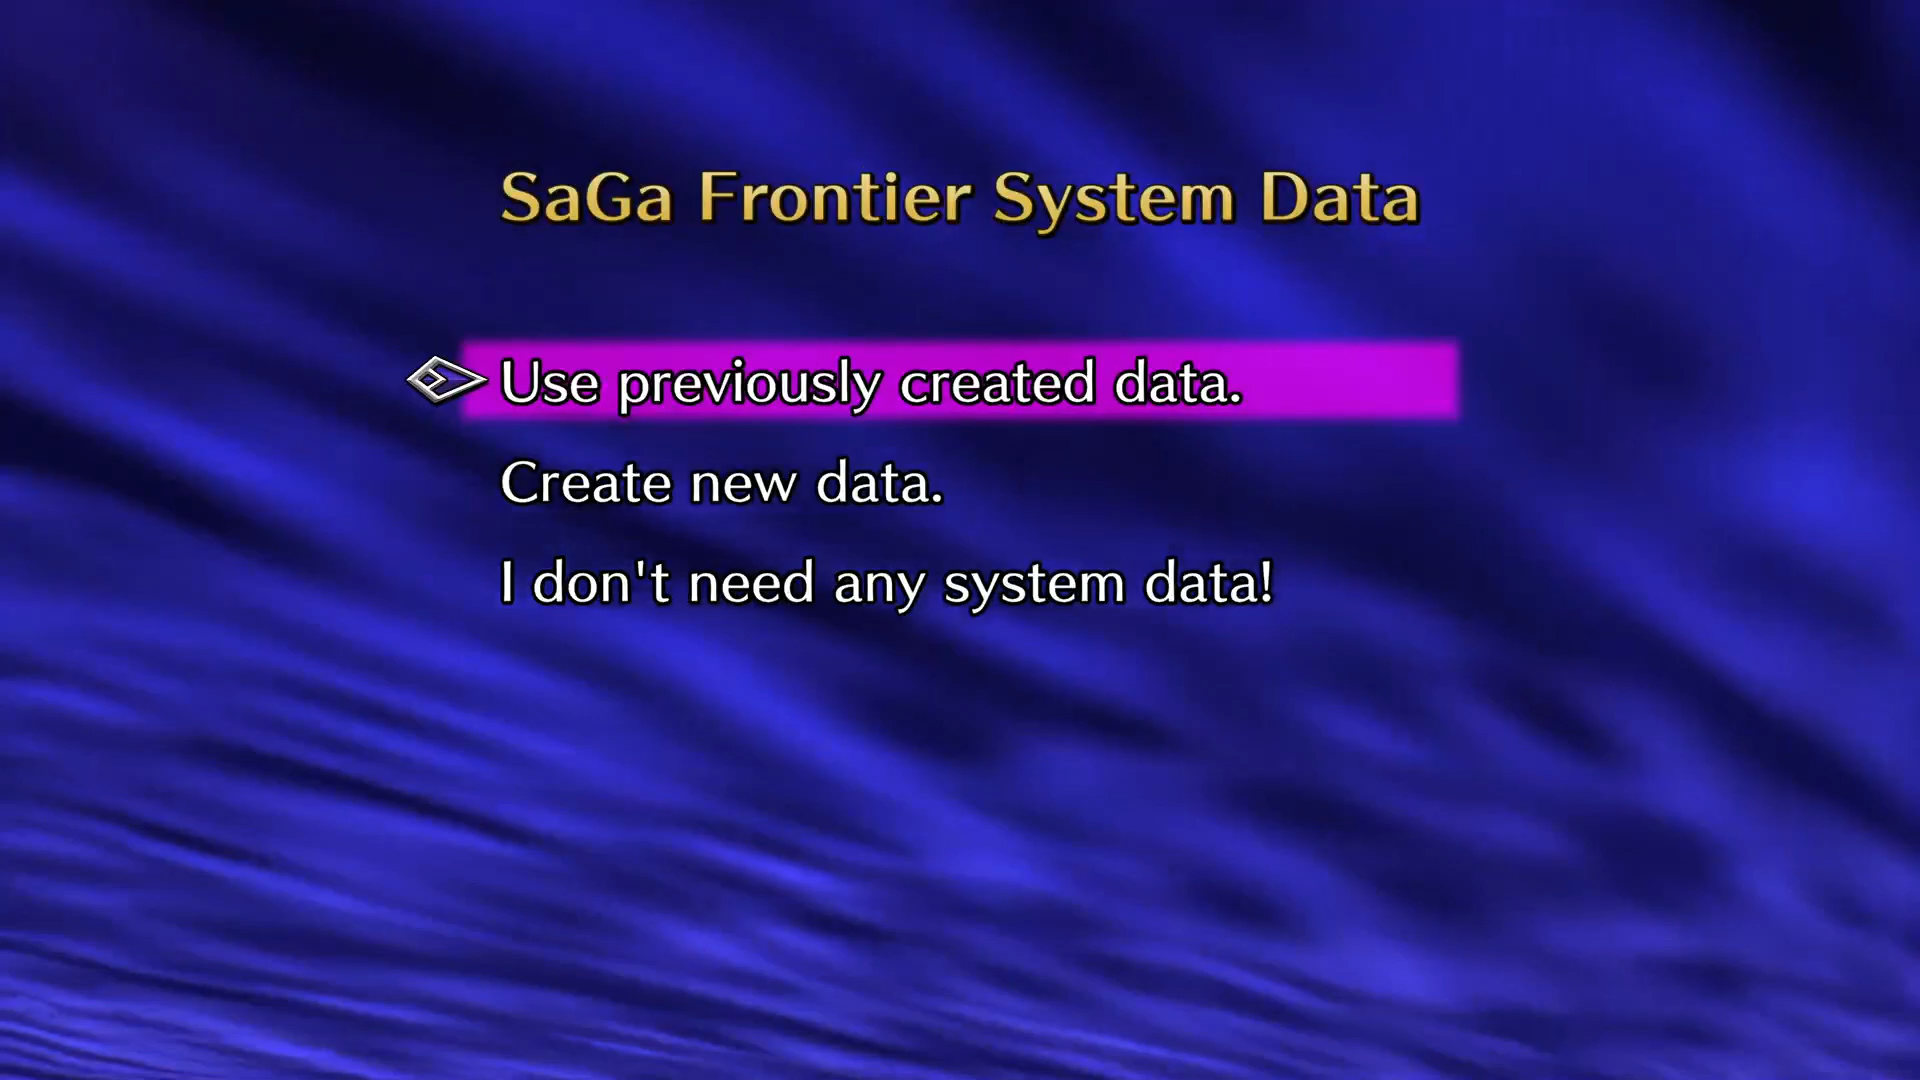 SaGa Frontier System Data
Use previously created data.
Create new data.
I don't need any system data!